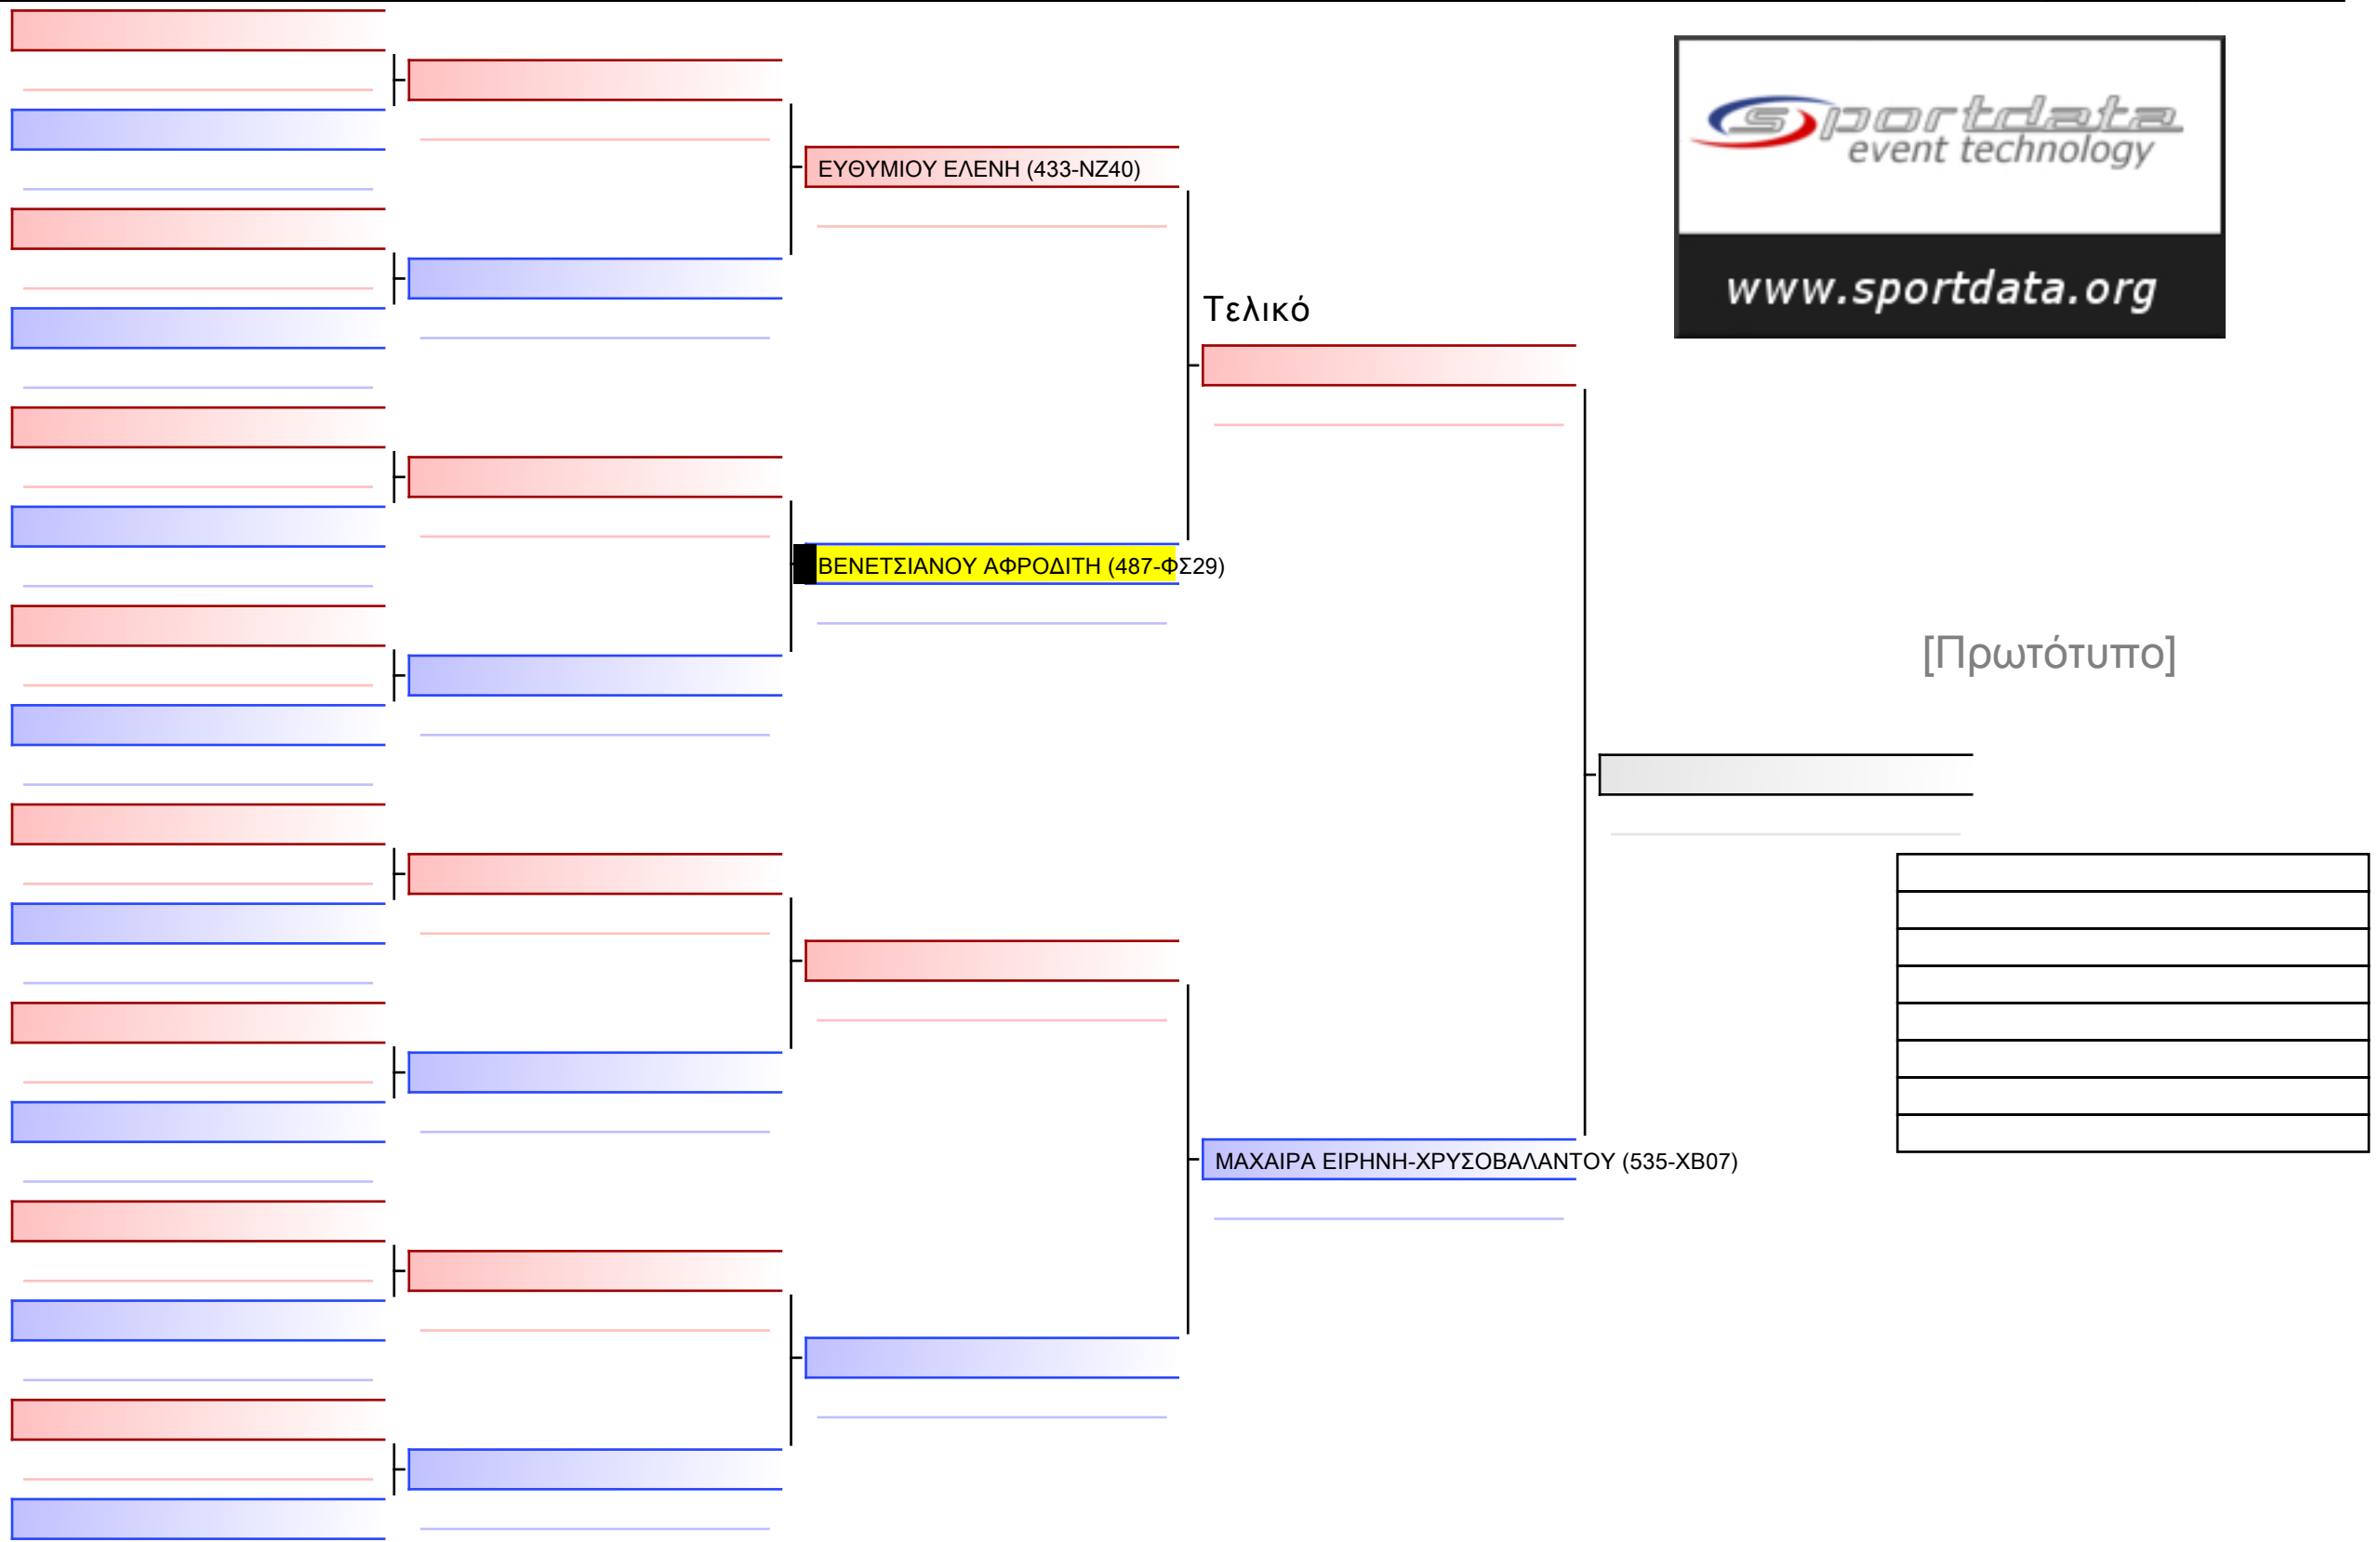 sportdata
event technology
www.sportdata.org
ΕΥΘΥΜΙΟΥ ΕΛΕΝΗ (433-ΝΖ40)
Τελικό
ΒΕΝΕΤΣΙΑΝΟΥ ΑΦΡΟΔΙΤΗ (487-ΦΣ29)
[Πρωτότυπο]
ΜΑΧΑΙΡΑ ΕΙΡΗΝΗ-ΧΡΥΣΟΒΑΛΑΝΤΟΥ (535-ΧΒ07)